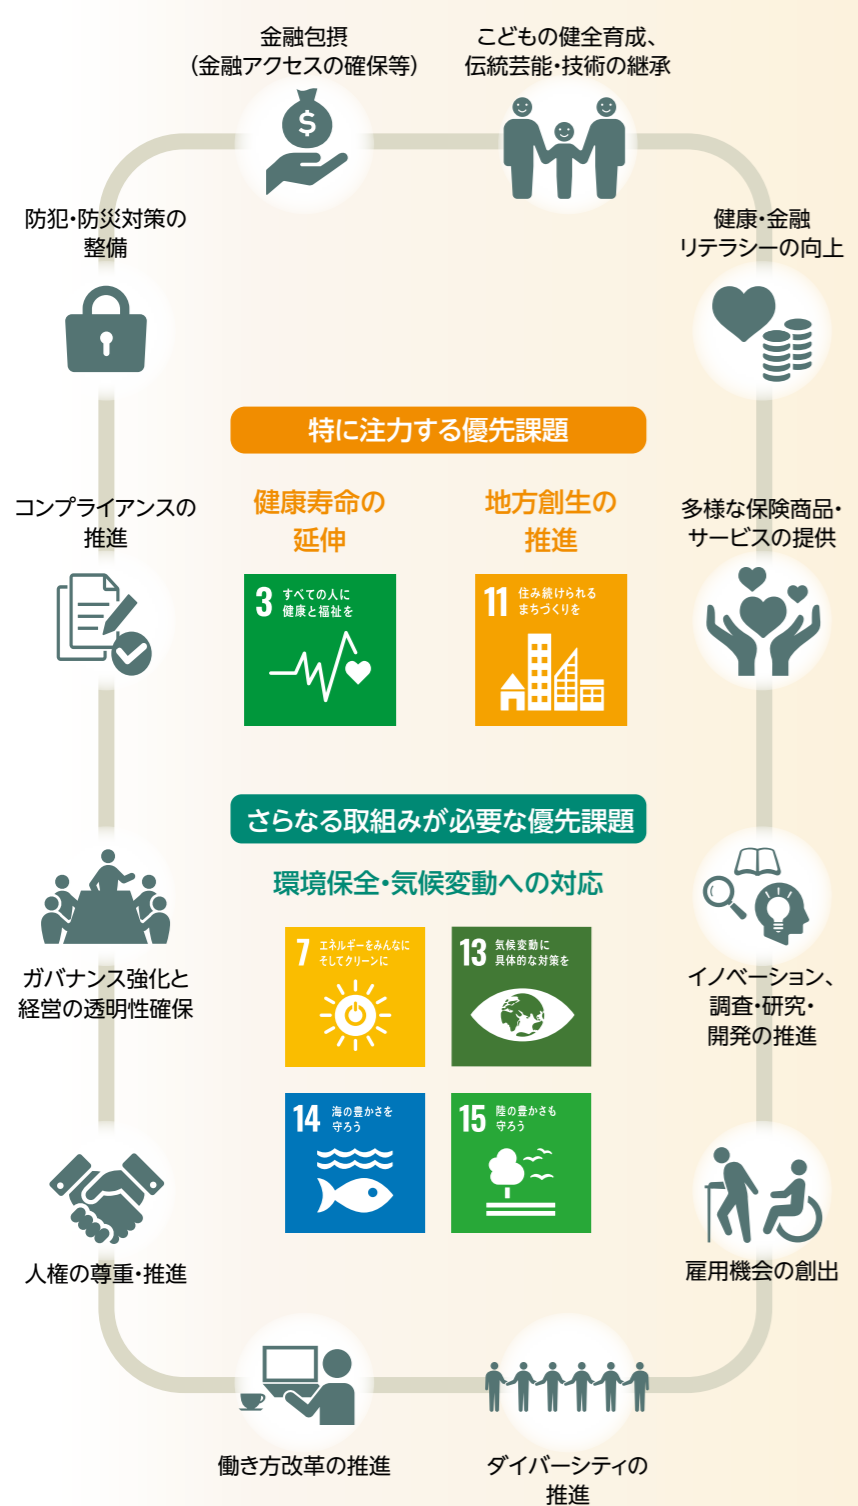 金融包摂
（金融アクセスの確保等）
こどもの健全育成、
伝統芸能・技術の継承
防犯・防災対策の
整備
健康・金融
リテラシーの向上
特に注力する優先課題
コンプライアンスの
推進
健康寿命の
延伸
地方創生の
推進
多様な保険商品・
サービスの提供
3 すべての人に
健康と福祉を
11 住み続けられる
まちづくりを
さらなる取組みが必要な優先課題
環境保全・気候変動への対応
ガバナンス強化と
経営の透明性確保
7 エネルギーをみんなに
そしてクリーンに
13 気候変動に
具体的な対策を
イノベーション、
調査・研究・
開発の推進
14 海の豊かさを
守ろう
15 陸の豊かさも
守ろう
人権の尊重・推進
雇用機会の創出
働き方改革の推進
ダイバーシティの
推進
$